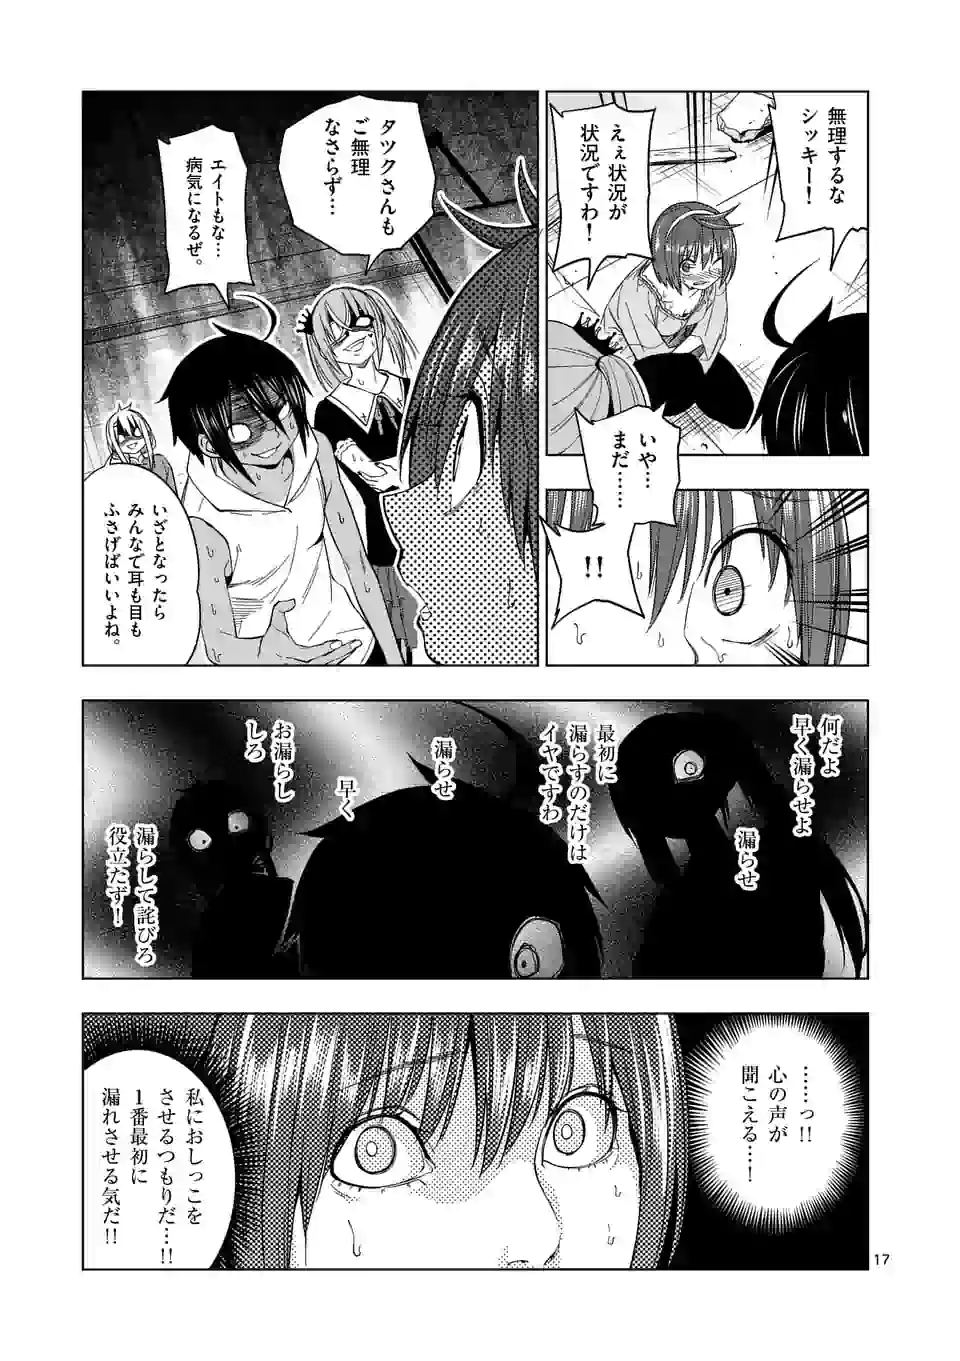 無理するな
シッキー！
えぇ状況が
状況ですわ！
いや…
まだ……
！！
タツクさんも
ご無理
なさらず…
エイトもな…
病気になるぜ。
いざとなったら
みんなで耳も目も
ふさげばいいよね。
何だよ
早く漏らせよ
漏らせ
最初に
漏らすのだけは
イヤですわ
漏らせ
早く
お漏らし
しろ
漏らして詫びろ
役立たず！
……っ!!
心の声が
聞こえる…！
私におしっこを
させるつもりだ…!!
1番最初に
漏れさせる気だ!!
17